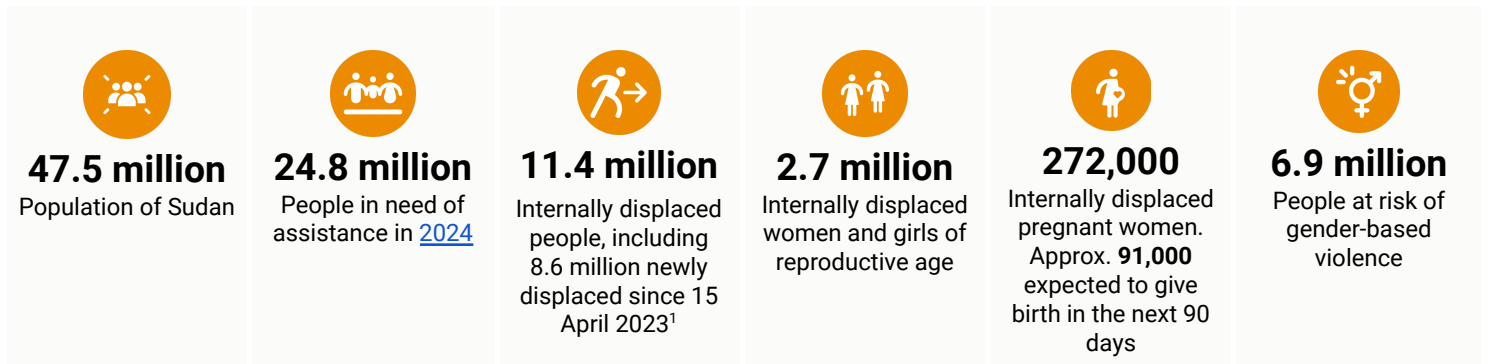 47.5 million
Population of Sudan
24.8 million
People in need of
assistance in 2024
11.4 million
Internally displaced
people, including
8.6 million newly
displaced since 15
April 2023¹
2.7 million
Internally displaced
women and girls of
reproductive age
272,000
Internally displaced
pregnant women.
Approx. 91,000
expected to give
birth in the next 90
days
6.9 million
People at risk of
gender-based
violence